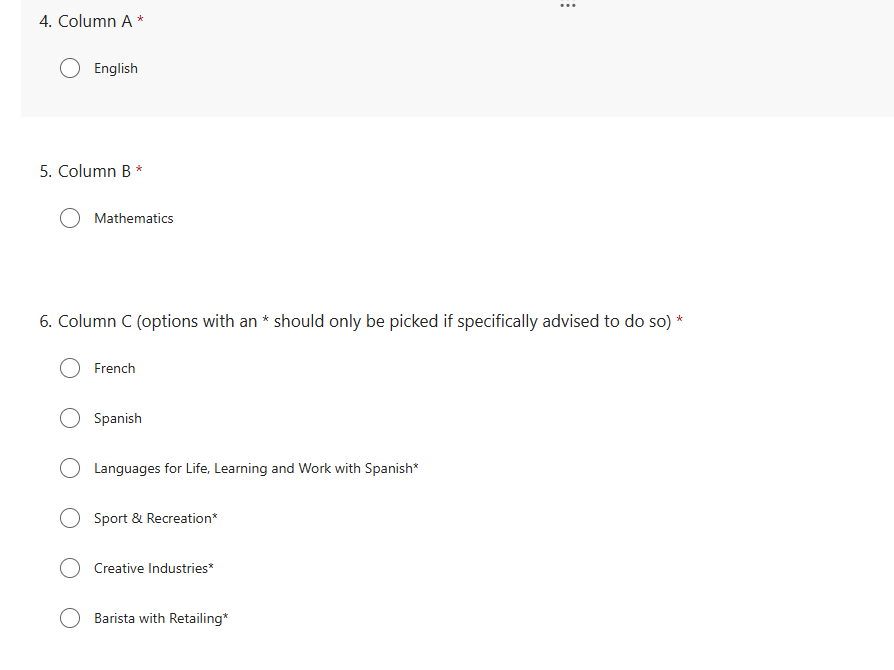 4. Column A *
English
5. Column B *
Mathematics
6. Column C (options with an * should only be picked if specifically advised to do so) *
French
Spanish
Languages for Life, Learning and Work with Spanish*
Sport & Recreation*
Creative Industries*
Barista with Retailing*